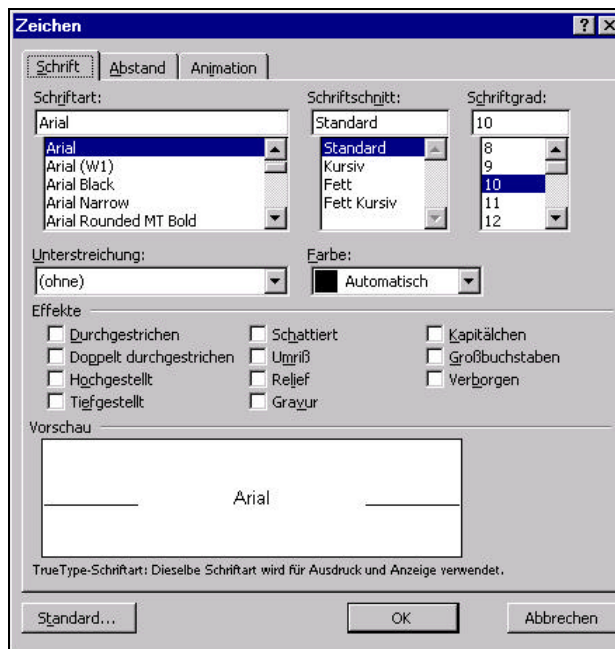 Zeichen
Schrift Abstand Animation
Schriftart: Schriftschnitt: Schriftgrad:
Arial Standard 10
Arial Standard 8
Arial (W1) Kursiv 9
Arial Black Fett 10
Arial Narrow Fett Kursiv 11
Arial Rounded MT Bold 12
Unterstreichung: Farbe:
(ohne) Automatisch
Effekte
Durchgestrichen Schattiert Kapitälchen
Doppelt durchgestrichen Umriß Großbuchstaben
Hochgestellt Relief Verborgen
Tiefgestellt Gravur
Vorschau
Arial
TrueType-Schriftart: Dieselbe Schriftart wird für Ausdruck und Anzeige verwendet.
Standard... OK Abbrechen